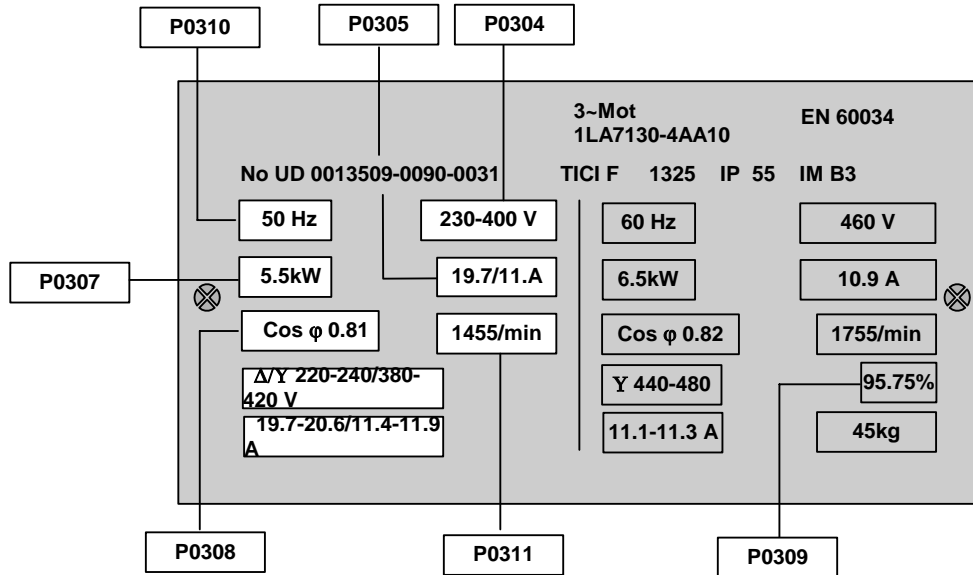 P0310
P0305
P0304
3~Mot
1LA7130-4AA10
EN 60034
No UD 0013509-0090-0031
TICI F 1325 IP 55 IM B3
50 Hz
230-400 V
60 Hz
460 V
P0307
5.5kW
19.7/11.A
6.5kW
10.9 A
Cos φ 0.81
1455/min
Cos φ 0.82
1755/min
Δ/Y 220-240/380-
420 V
Y 440-480
95.75%
19.7-20.6/11.4-11.9
A
11.1-11.3 A
45kg
P0308
P0311
P0309